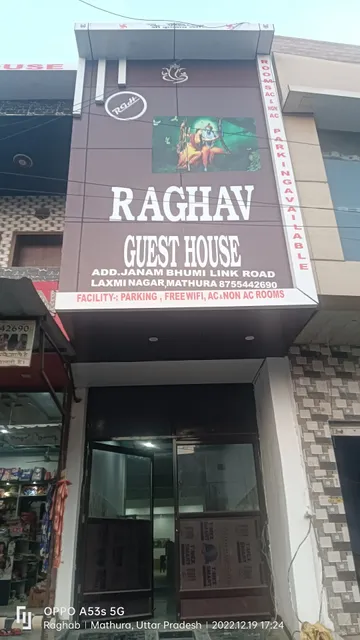 USE
RGH
RAGHAV
GUEST HOUSE
ADD.JANAM BHUMI LINK ROAD
LAXMI NAGAR,MATHURA 8755442690
FACILITY-: PARKING , FREE WIFI, AC&NON AC ROOMS
ROOMS AC & NON AC PARKING AVAILABLE
42690
OPPO A53s 5G
Raghab | Mathura, Uttar Pradesh | 2022.12.19 17:24